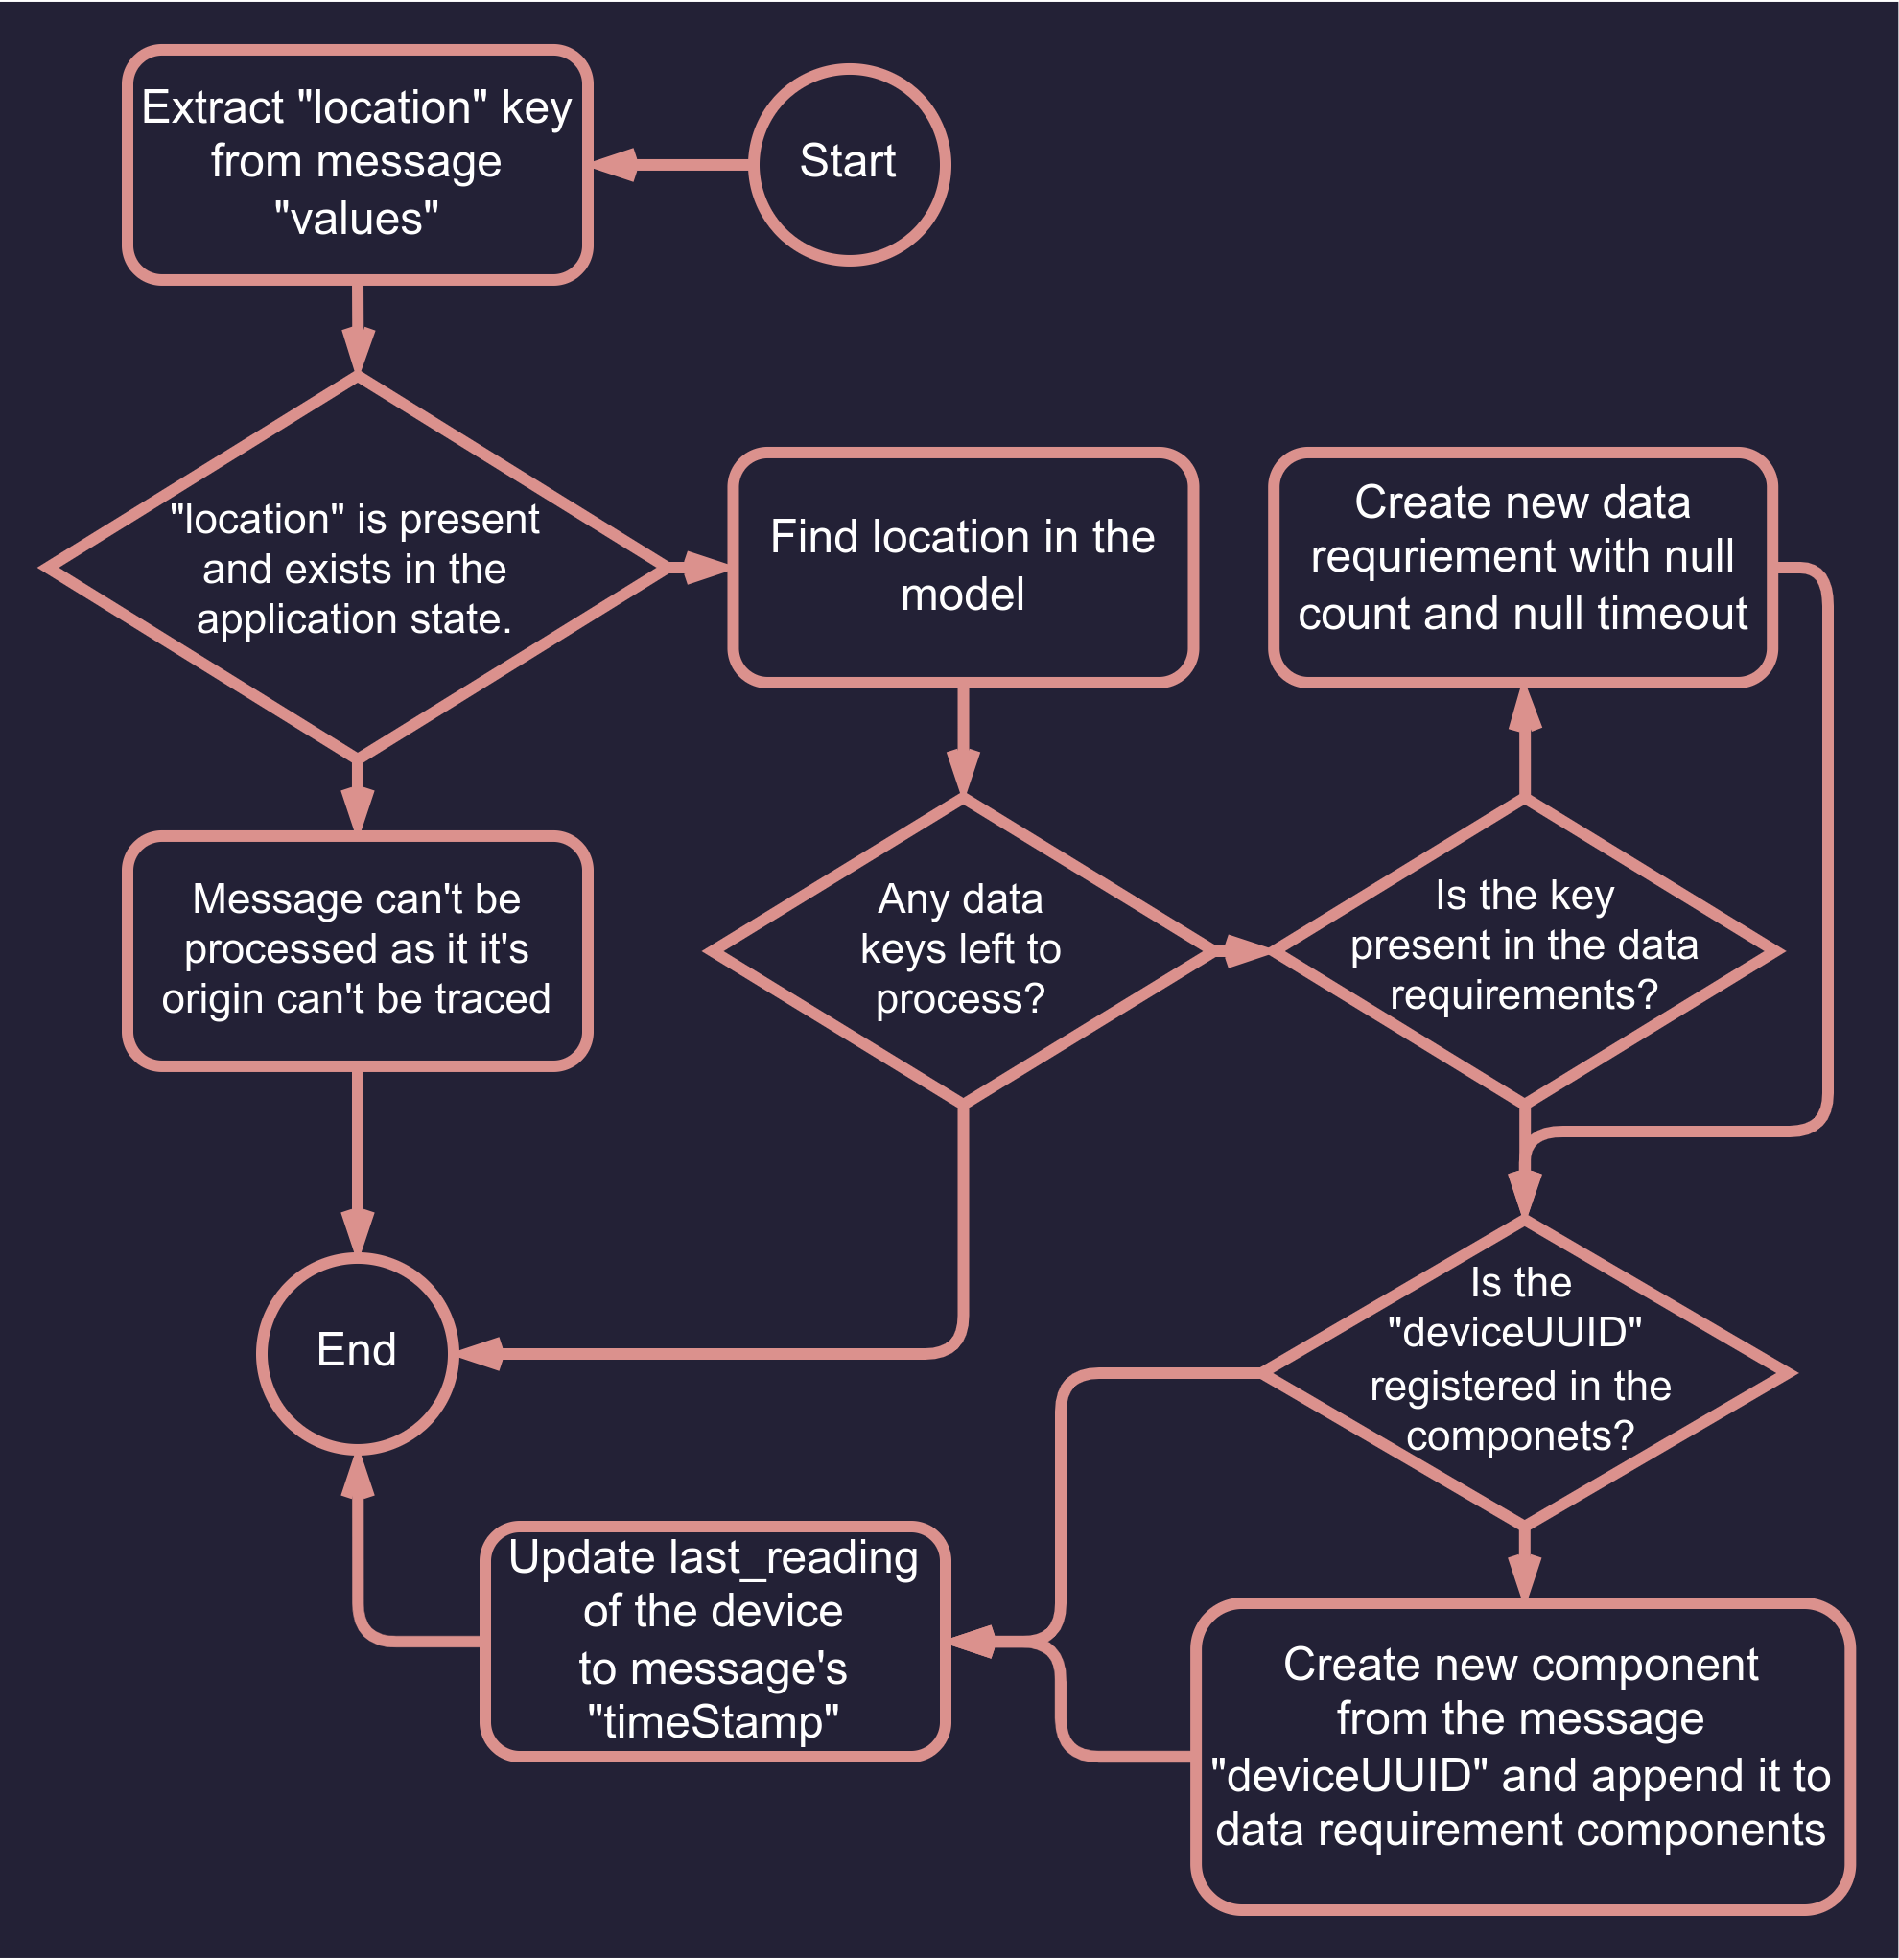 Extract "location" key
from message
"values"
Start
"location" is present
and exists in the
application state.
Find location in the
model
Create new data
requriement with null
count and null timeout
Message can't be
processed as it it's
origin can't be traced
Any data
keys left to
process?
Is the key
present in the data
requirements?
End
Is the
"deviceUUID"
registered in the
componets?
Update last_reading
of the device
to message's
"timeStamp"
Create new component
from the message
"deviceUUID" and append it to
data requirement components